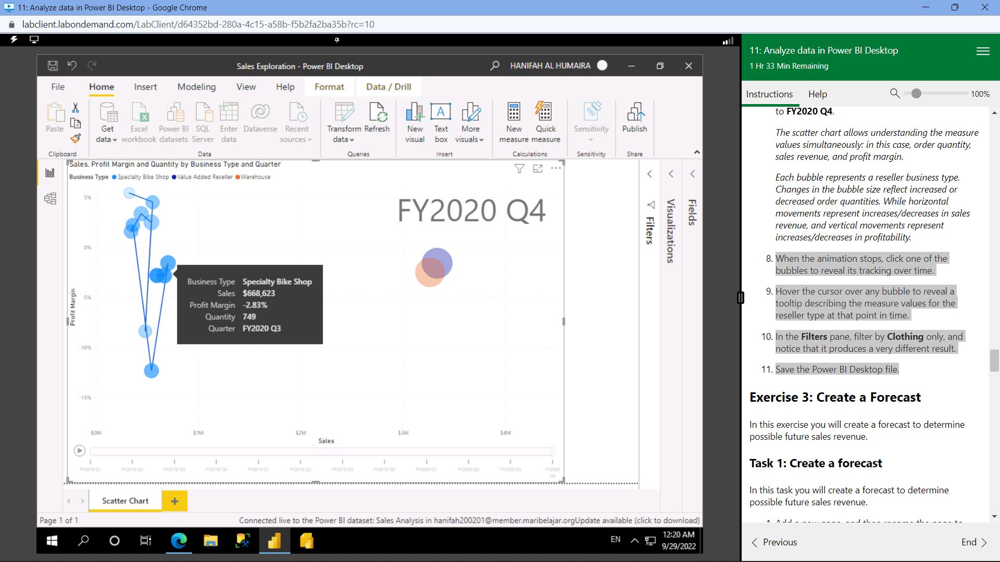 11: Analyze data in Power BI Desktop - Google Chrome
labclient.labondemand.com/LabClient/d64352bd-280a-4c15-a58b-f5b2fa2ba35b?rc=10
Sales Exploration - Power BI Desktop
HANIFAH AL HUMAIRA
File Home Insert Modeling View Help Format Data / Drill
Paste
Get data
Excel workbook
Power BI datasets
SQL Server
Enter data
Dataverse
Recent sources
Transform data
Refresh
New visual
Text box
More visuals
New measure
Quick measure
Sensitivity
Publish
Clipboard Data Queries Insert Calculations Sensitivity Share
Sales, Profit Margin and Quantity by Business Type and Quarter
Business Type Specialty Bike Shop Value Added Reseller Warehouse
FY2020 Q4
5%
0%
-5%
-10%
-15%
Profit Margin
Business Type Specialty Bike Shop
Sales $668,623
Profit Margin -2.83%
Quantity 749
Quarter FY2020 Q3
$0M $1M $2M $3M $4M
Sales
FY2018 Q1 FY2018 Q2 FY2018 Q3 FY2018 Q4 FY2019 Q1 FY2019 Q2 FY2019 Q3 FY2019 Q4 FY2020 Q1 FY2020 Q2 FY2020 Q3 FY2020 Q4
Filters
Visualizations
Fields
Scatter Chart
Page 1 of 1
Connected live to the Power BI dataset: Sales Analysis in hanifah200201@member.maribelajar.orgUpdate available (click to download)
EN
12:20 AM
9/29/2022
11: Analyze data in Power BI Desktop
1 Hr 33 Min Remaining
Instructions Help 100%
to FY2020 Q4.
The scatter chart allows understanding the measure
values simultaneously: in this case, order quantity,
sales revenue, and profit margin.
Each bubble represents a reseller business type.
Changes in the bubble size reflect increased or
decreased order quantities. While horizontal
movements represent increases/decreases in sales
revenue, and vertical movements represent
increases/decreases in profitability.
8. When the animation stops, click one of the
bubbles to reveal its tracking over time.
9. Hover the cursor over any bubble to reveal a
tooltip describing the measure values for the
reseller type at that point in time.
10. In the Filters pane, filter by Clothing only, and
notice that it produces a very different result.
11. Save the Power BI Desktop file.
Exercise 3: Create a Forecast
In this exercise you will create a forecast to determine
possible future sales revenue.
Task 1: Create a forecast
In this task you will create a forecast to determine
possible future sales revenue.
1. Add a new page, and then rename the page to
Previous End